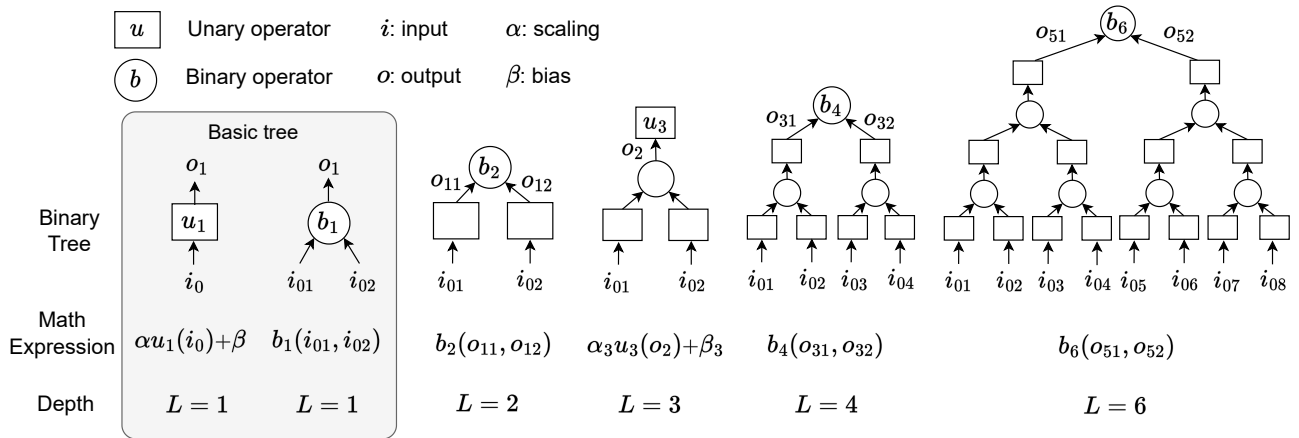 u Unary operator i: input α: scaling
b Binary operator o: output β: bias
Basic tree
Binary Tree
o₁ o₁
u₁ b₁
i₀ i₀₁ i₀₂
b₂
o₁₁ o₁₂
i₀₁ i₀₂
u₃
o₂
i₀₁ i₀₂
b₄
o₃₁ o₃₂
i₀₁ i₀₂ i₀₃ i₀₄
b₆
o₅₁ o₅₂
i₀₁ i₀₂ i₀₃ i₀₄ i₀₅ i₀₆ i₀₇ i₀₈
Math
Expression
αu₁(i₀)+β b₁(i₀₁, i₀₂) b₂(o₁₁, o₁₂) α₃u₃(o₂)+β₃ b₄(o₃₁, o₃₂) b₆(o₅₁, o₅₂)
Depth L = 1 L = 1 L = 2 L = 3 L = 4 L = 6